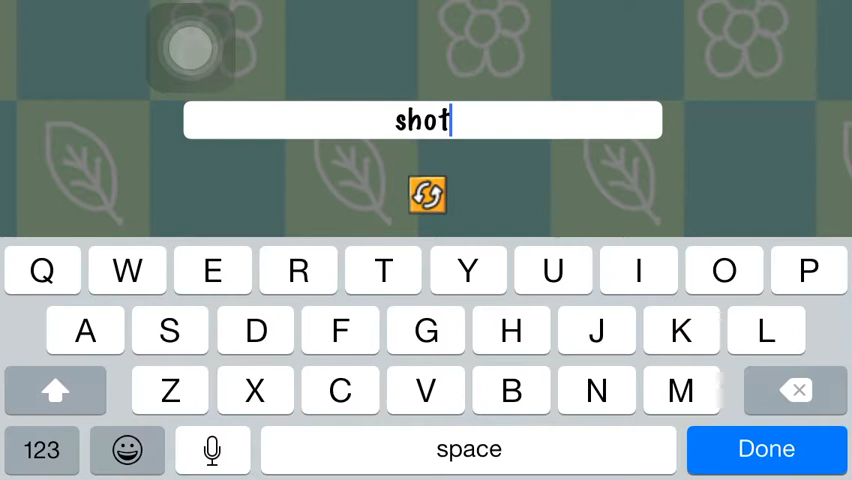 shot
Q W E R T Y U I O P
A S D F G H J K L
Z X C V B N M
123 space Done